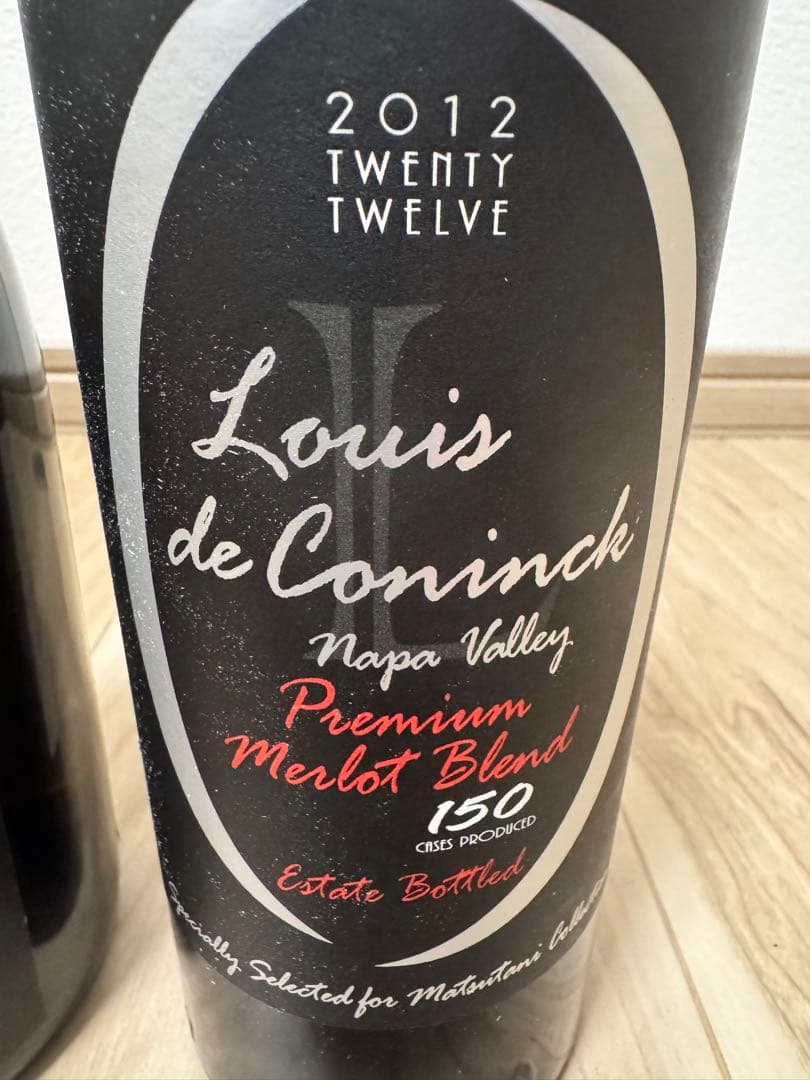 2012
TWENTY
TWELVE
L
Louis
de Coninck
Napa Valley
Premium
Merlot Blend
150
CASES PRODUCED
Estate Bottled
Specially Selected for Matsutani